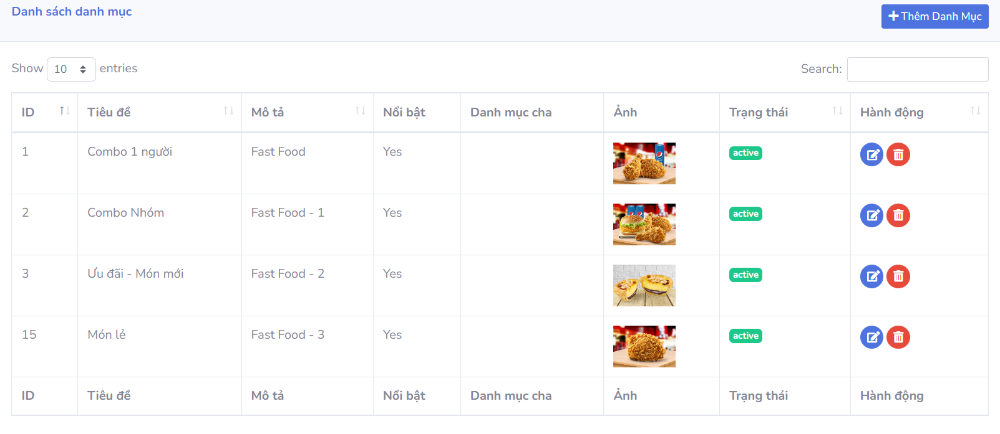 Danh sách danh mục
Thêm Danh Mục
Show 10 entries
Search:
ID Tiêu đề Mô tả Nổi bật Danh mục cha Ảnh Trạng thái Hành động
1 Combo 1 người Fast Food Yes active
2 Combo Nhóm Fast Food - 1 Yes active
3 Ưu đãi - Món mới Fast Food - 2 Yes active
15 Món lẻ Fast Food - 3 Yes active
ID Tiêu đề Mô tả Nổi bật Danh mục cha Ảnh Trạng thái Hành động